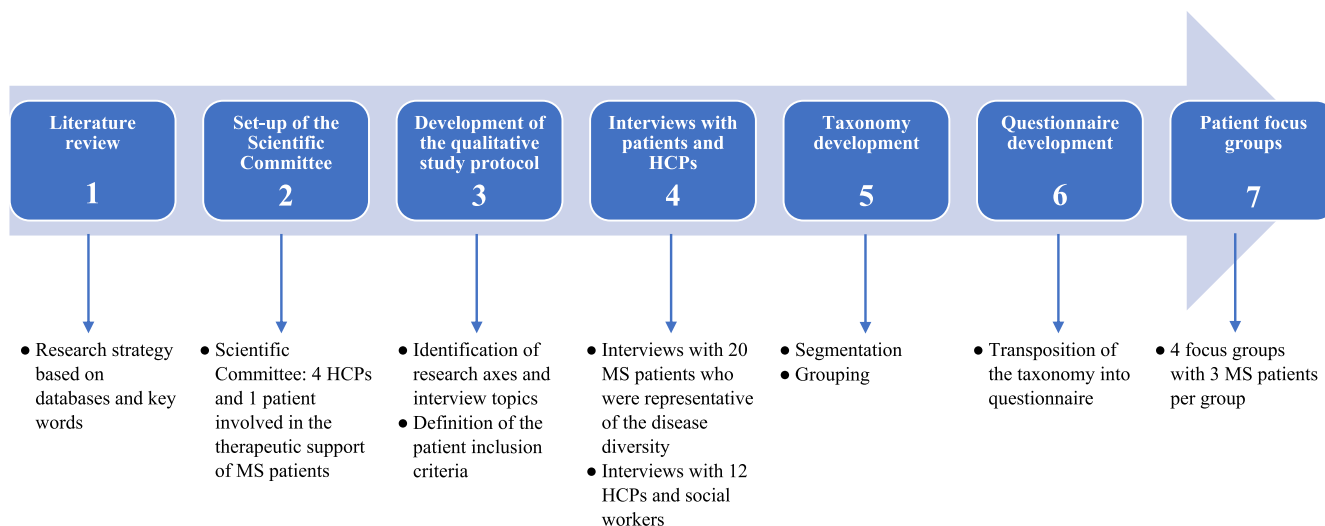 Literature
review
1
Set-up of the
Scientific
Committee
2
Development of
the qualitative
study protocol
3
Interviews with
patients and
HCPs
4
Taxonomy
development
5
Questionnaire
development
6
Patient focus
groups
7
● Research strategy
based on
databases and key
words
● Scientific
Committee: 4 HCPs
and 1 patient
involved in the
therapeutic support
of MS patients
● Identification of
research axes and
interview topics
● Definition of the
patient inclusion
criteria
● Interviews with 20
MS patients who
were representative
of the disease
diversity
● Interviews with 12
HCPs and social
workers
● Segmentation
● Grouping
● Transposition of
the taxonomy into
questionnaire
● 4 focus groups
with 3 MS patients
per group